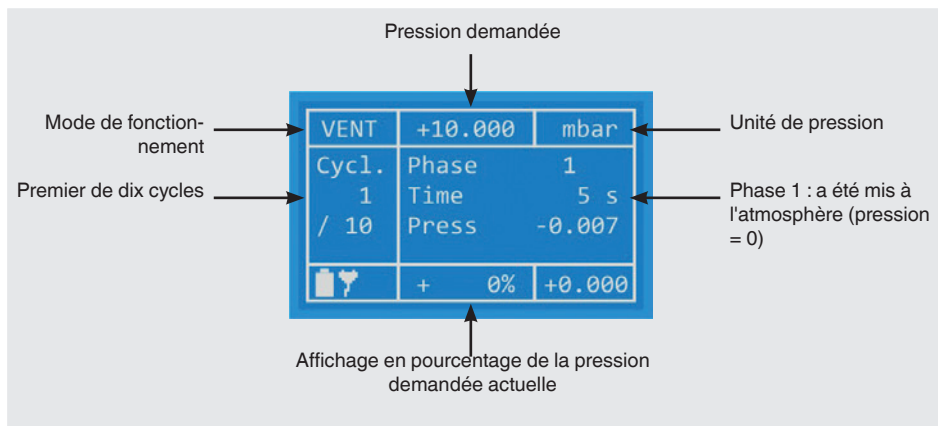 Pression demandée
Mode de fonction-
nement
Premier de dix cycles
VENT +10.000 mbar
Cycl. Phase 1
1 Time 5 s
/ 10 Press -0.007
+ 0% +0.000
Unité de pression
Phase 1 : a été mis à
l'atmosphère (pression
= 0)
Affichage en pourcentage de la pression
demandée actuelle